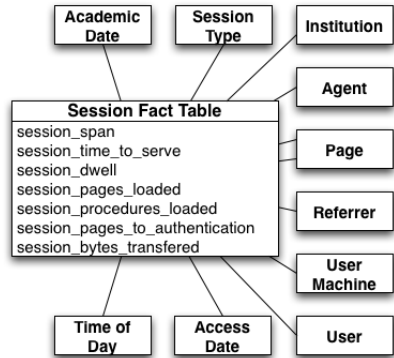 Academic
Date
Session
Type
Institution
Agent
Session Fact Table
session_span
session_time_to_serve
session_dwell
session_pages_loaded
session_procedures_loaded
session_pages_to_authentication
session_bytes_transfered
Page
Referrer
User
Machine
Time of
Day
Access
Date
User